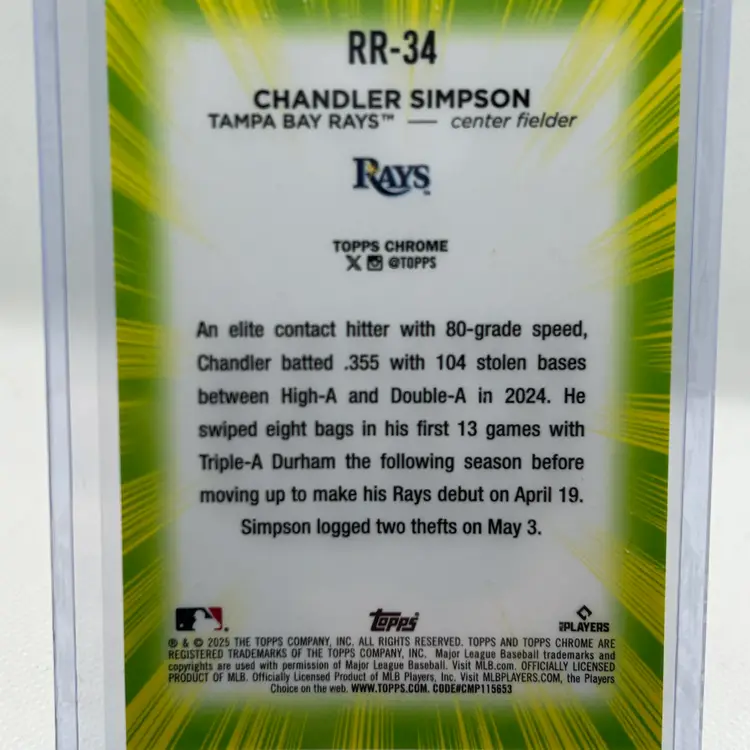 RR-34
CHANDLER SIMPSON
TAMPA BAY RAYS™ — center fielder
RAYS™
TOPPS CHROME
X @TOPPS
An elite contact hitter with 80-grade speed,
Chandler batted .355 with 104 stolen bases
between High-A and Double-A in 2024. He
swiped eight bags in his first 13 games with
Triple-A Durham the following season before
moving up to make his Rays debut on April 19.
Simpson logged two thefts on May 3.
Topps PLAYERS
® & © 2025 THE TOPPS COMPANY, INC. ALL RIGHTS RESERVED. TOPPS AND TOPPS CHROME ARE
REGISTERED TRADEMARKS OF THE TOPPS COMPANY, INC. Major League Baseball trademarks and
copyrights are used with permission of Major League Baseball. Visit MLB.com. OFFICIALLY LICENSED
PRODUCT OF MLB. Officially Licensed Product of MLB Players, Inc. Visit MLBPLAYERS.COM, the Players
Choice on the web. WWW.TOPPS.COM. CODE#CMP115653